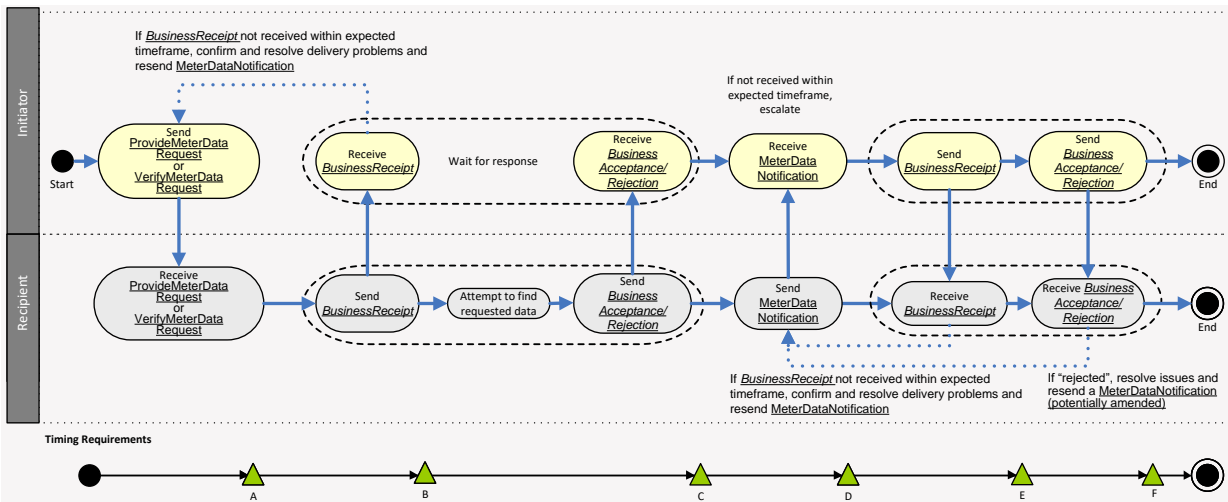 Initiator
If BusinessReceipt not received within expected
timeframe, confirm and resolve delivery problems and
resend MeterDataNotification
If not received within
expected timeframe,
escalate
Start
Send
ProvideMeterData
Request
or
VerifyMeterData
Request
Receive
BusinessReceipt
Wait for response
Receive
Business
Acceptance/
Rejection
Receive
MeterData
Notification
Send
BusinessReceipt
Send
Business
Acceptance/
Rejection
End
Recipient
Receive
ProvideMeterData
Request
or
VerifyMeterData
Request
Send
BusinessReceipt
Attempt to find
requested data
Send
Business
Acceptance/
Rejection
Send
MeterData
Notification
Receive
BusinessReceipt
Receive Business
Acceptance/
Rejection
End
If BusinessReceipt not received within expected
timeframe, confirm and resolve delivery problems and
resend MeterDataNotification
If “rejected”, resolve issues and
resend a MeterDataNotification
(potentially amended)
Timing Requirements
A
B
C
D
E
F